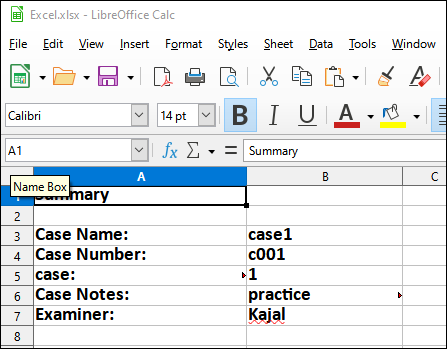 Excel.xlsx - LibreOffice Calc
File Edit View Insert Format Styles Sheet Data Tools Window
Calibri 14 pt B I U A
A1 fx Σ = Summary
Name Box
A B C
1 Summary
2
3 Case Name: case1
4 Case Number: c001
5 case: 1
6 Case Notes: practice
7 Examiner: Kajal
8